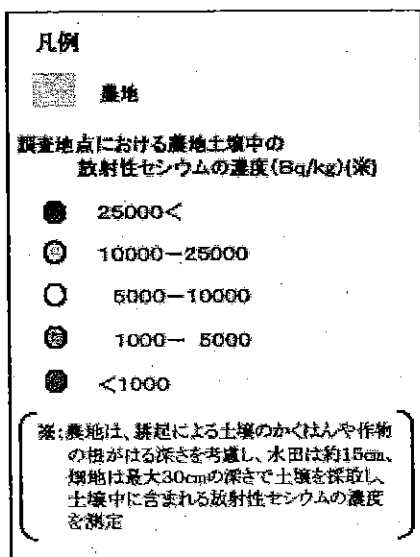 凡例
農地
調査地点における農地土壌中の
放射性セシウムの濃度(Bq/kg)(※)
25000<
10000-25000
5000-10000
1000- 5000
<1000
※:農地は、耕起による土壌のかくはんや作物
の根がはる深さを考慮し、水田は約15cm、
畑地は最大30cmの深さで土壌を採取し、
土壌中に含まれる放射性セシウムの濃度
を測定